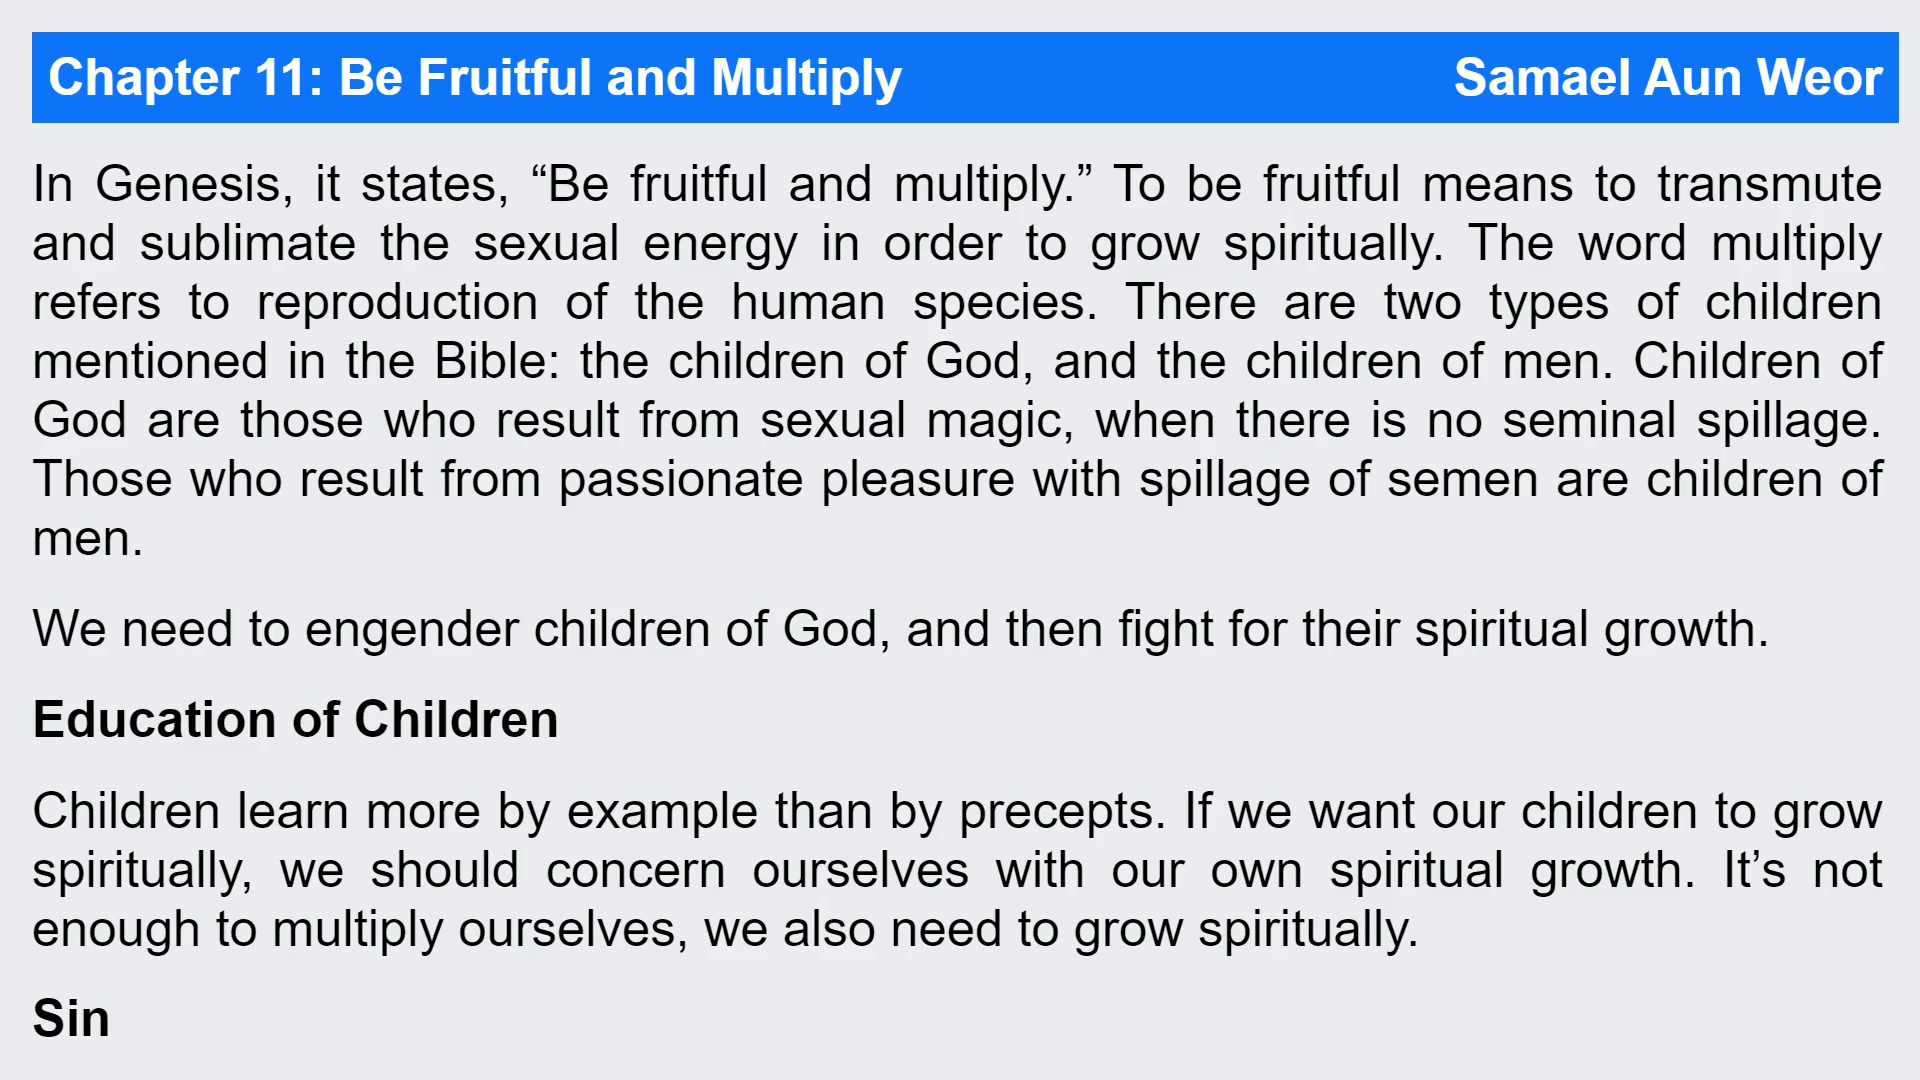 Chapter 11: Be Fruitful and Multiply
Samael Aun Weor
In Genesis, it states, “Be fruitful and multiply.” To be fruitful means to transmute
and sublimate the sexual energy in order to grow spiritually. The word multiply
refers to reproduction of the human species. There are two types of children
mentioned in the Bible: the children of God, and the children of men. Children of
God are those who result from sexual magic, when there is no seminal spillage.
Those who result from passionate pleasure with spillage of semen are children of
men.
We need to engender children of God, and then fight for their spiritual growth.
Education of Children
Children learn more by example than by precepts. If we want our children to grow
spiritually, we should concern ourselves with our own spiritual growth. It’s not
enough to multiply ourselves, we also need to grow spiritually.
Sin